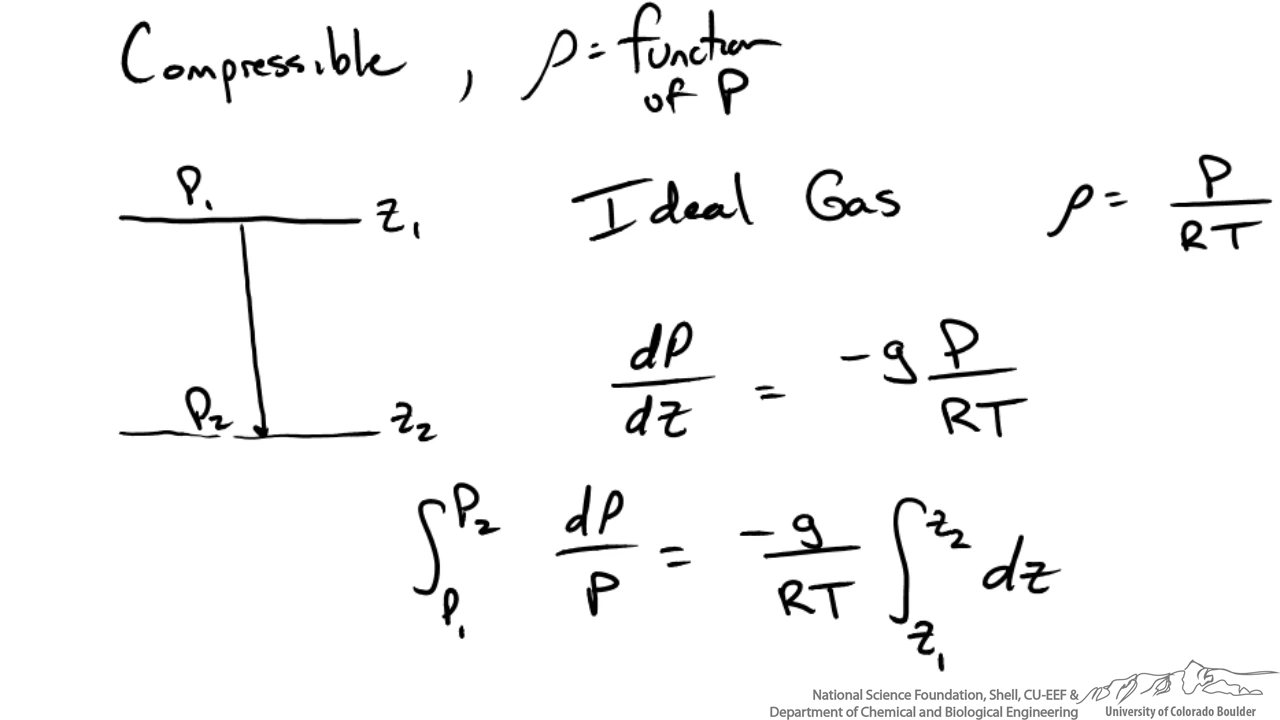 Compressible , ρ = function of P
P₁
z₁
Ideal Gas ρ = P / RT
dP / dz = -g P / RT
P₂
z₂
∫_{P₁}^{P₂} dP / P = -g / RT ∫_{z₁}^{z₂} dz
National Science Foundation, Shell, CU-EEF &
Department of Chemical and Biological Engineering
University of Colorado Boulder